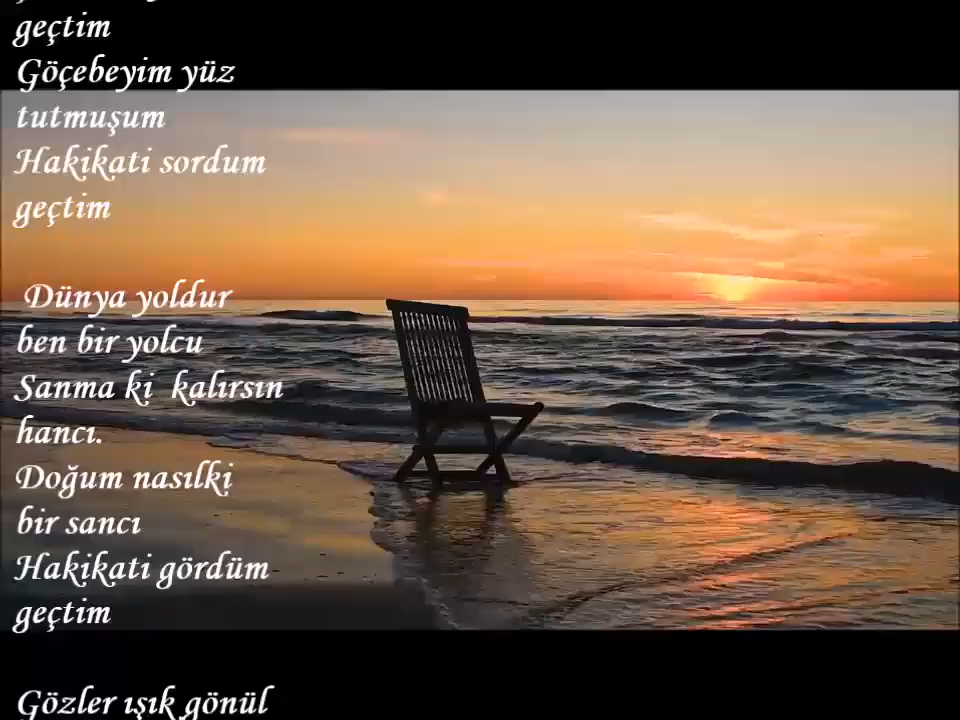 geçtim
Göçebeyim yüz
tutmuşum
Hakikati sordum
geçtim
Dünya yoldur
ben bir yolcu
Sanma ki kalırsın
hancı.
Doğum nasılki
bir sancı
Hakikati gördüm
geçtim
Gözler ışık gönül